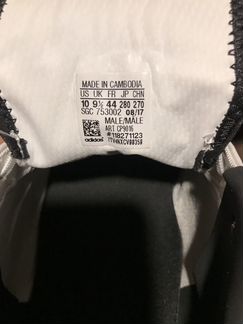 MADE IN CAMBODIA
US UK FR JP CHN
10 9½ 44 280 270
SGC 753002 08/17
MALE/MALE
ART CP9016
#118271123
adidas